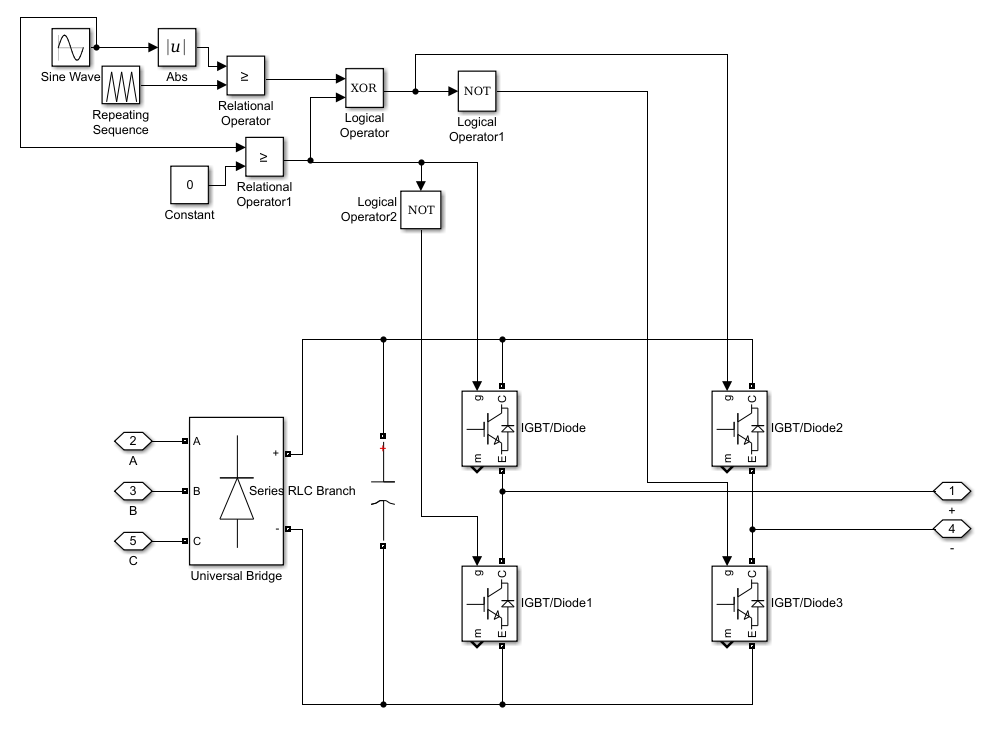 |u|
Sine Wave
Abs
≥
Repeating
Sequence
Relational
Operator
XOR
Logical
Operator
NOT
Logical
Operator1
≥
0
Constant
Relational
Operator1
Logical
Operator2
NOT
g
C
IGBT/Diode
m
E
g
C
IGBT/Diode2
m
E
2
A
A
3
B
B
5
C
C
+
-
Series RLC Branch
Universal Bridge
+
1
+
4
-
g
C
IGBT/Diode1
m
E
g
C
IGBT/Diode3
m
E